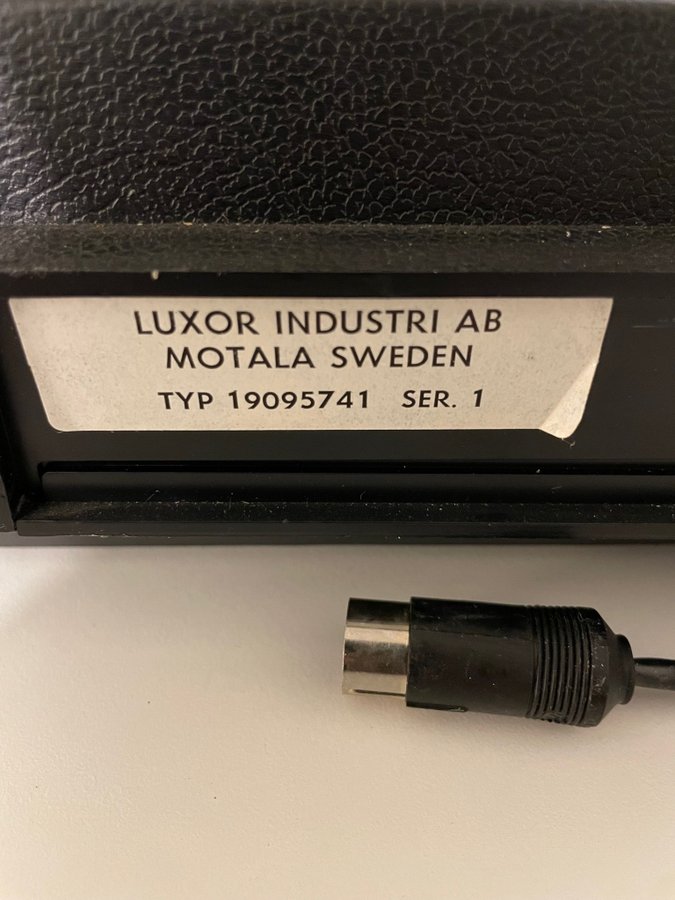 LUXOR INDUSTRI AB
MOTALA SWEDEN
TYP 19095741 SER. 1